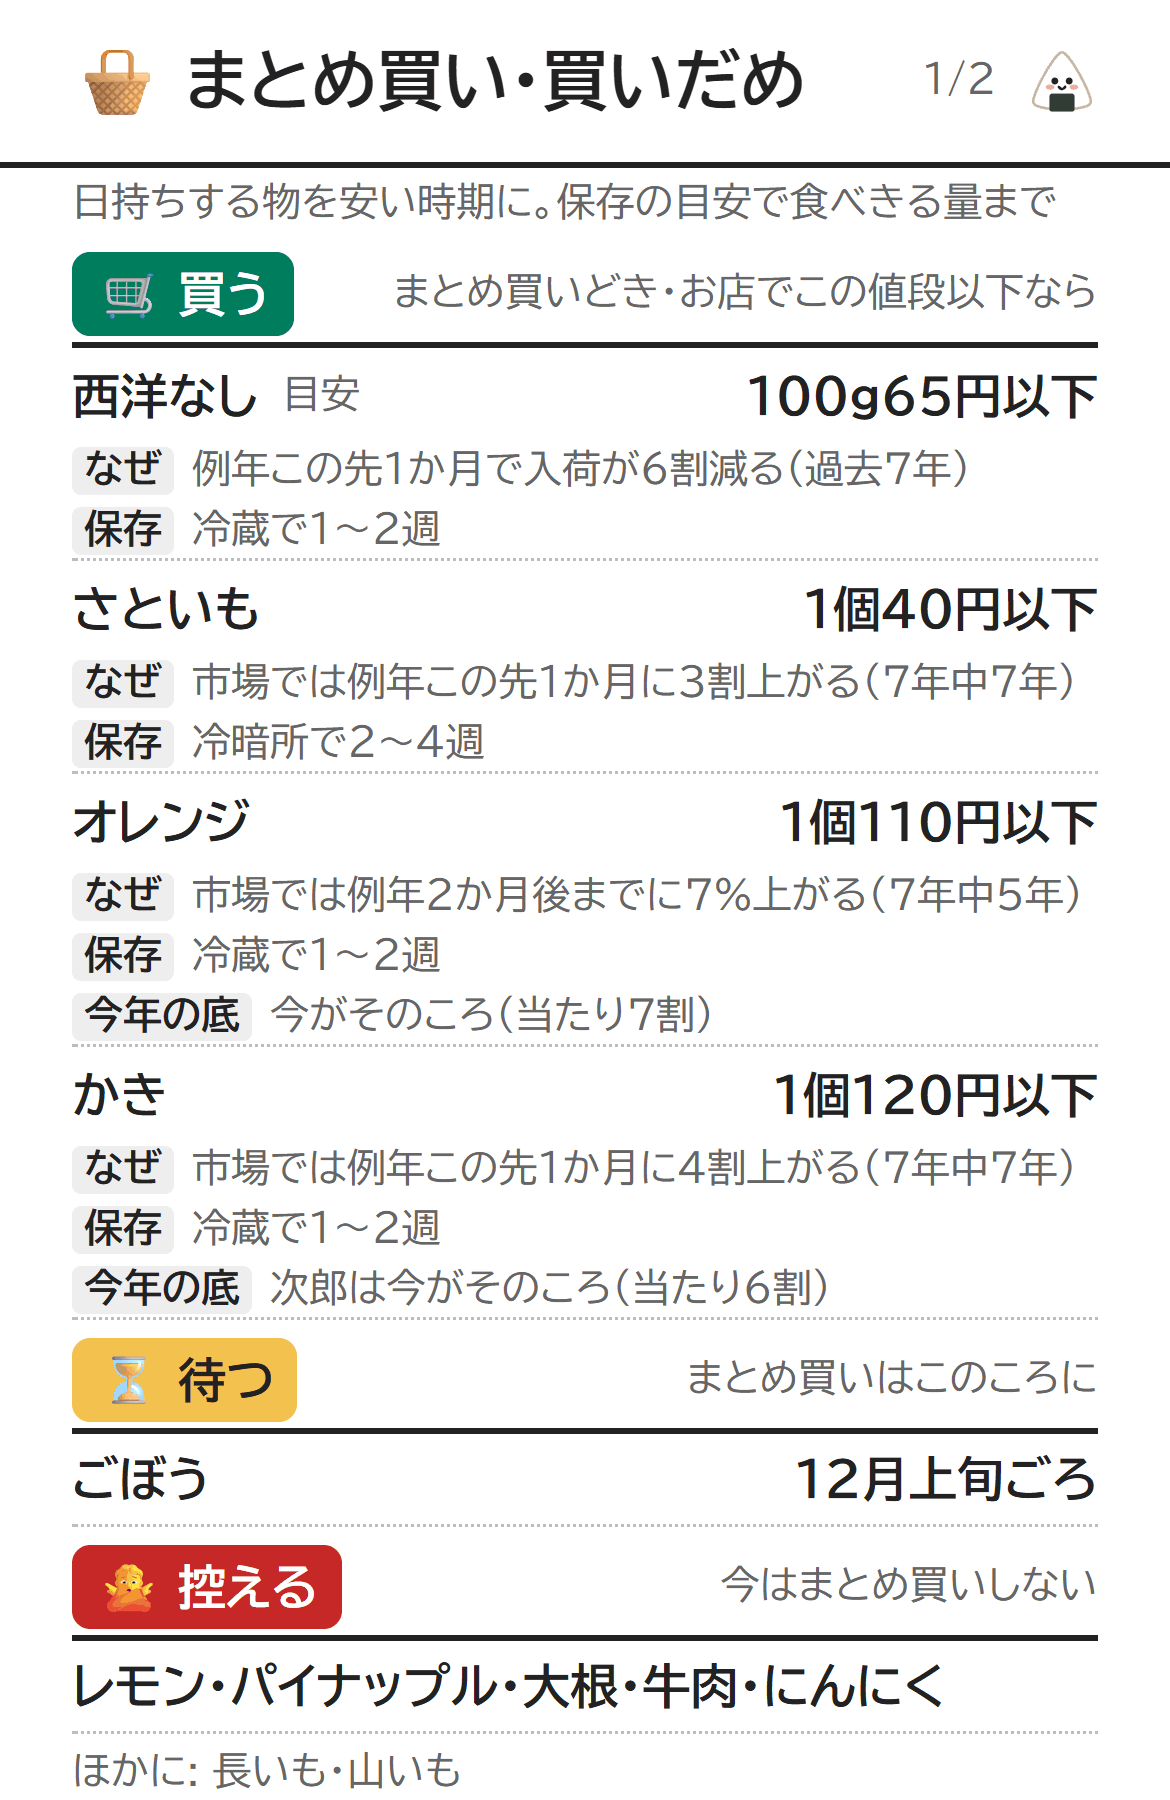 まとめ買い・買いだめ 1/2
日持ちする物を安い時期に。保存の目安で食べきる量まで
買う まとめ買いどき・お店でこの値段以下なら
西洋なし 目安 100g65円以下
なぜ 例年この先1か月で入荷が6割減る(過去7年)
保存 冷蔵で1〜2週
さといも 1個40円以下
なぜ 市場では例年この先1か月に3割上がる(7年中7年)
保存 冷暗所で2〜4週
オレンジ 1個110円以下
なぜ 市場では例年2か月後までに7%上がる(7年中5年)
保存 冷蔵で1〜2週
今年の底 今がそのころ(当たり7割)
かき 1個120円以下
なぜ 市場では例年この先1か月に4割上がる(7年中7年)
保存 冷蔵で1〜2週
今年の底 次郎は今がそのころ(当たり6割)
待つ まとめ買いはこのころに
ごぼう 12月上旬ごろ
控える 今はまとめ買いしない
レモン・パイナップル・大根・牛肉・にんにく
ほかに: 長いも・山いも